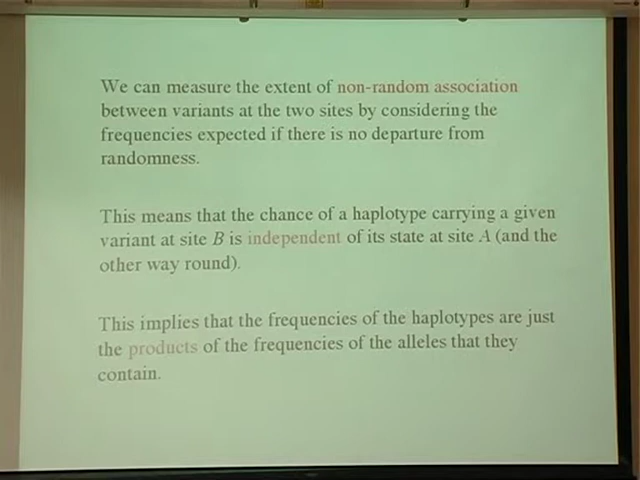 We can measure the extent of non-random association
between variants at the two sites by considering the
frequencies expected if there is no departure from
randomness.
This means that the chance of a haplotype carrying a given
variant at site B is independent of its state at site A (and the
other way round).
This implies that the frequencies of the haplotypes are just
the products of the frequencies of the alleles that they
contain.